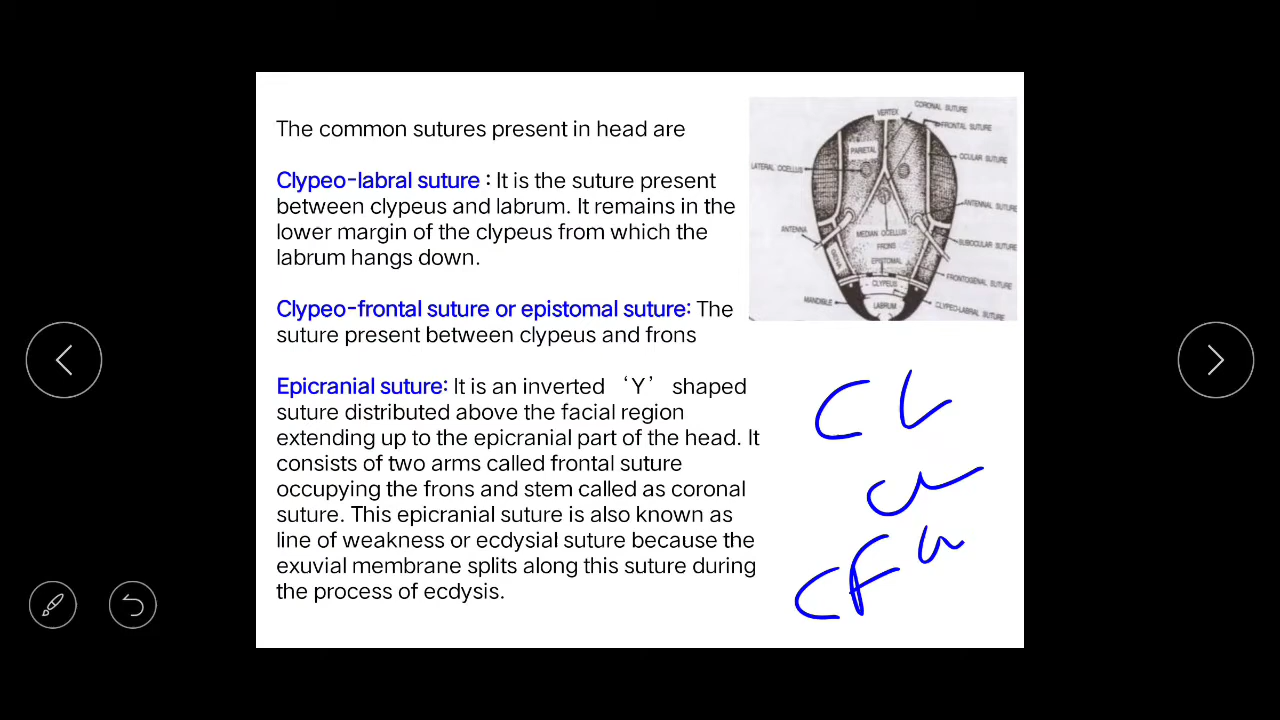 The common sutures present in head are
Clypeo-labral suture : It is the suture present
between clypeus and labrum. It remains in the
lower margin of the clypeus from which the
labrum hangs down.
Clypeo-frontal suture or epistomal suture: The
suture present between clypeus and frons
Epicranial suture: It is an inverted ‘Y’ shaped
suture distributed above the facial region
extending up to the epicranial part of the head. It
consists of two arms called frontal suture
occupying the frons and stem called as coronal
suture. This epicranial suture is also known as
line of weakness or ecdysial suture because the
exuvial membrane splits along this suture during
the process of ecdysis.
VERTEX
CORONAL SUTURE
FRONTAL SUTURE
PARIETAL
OCULAR SUTURE
LATERAL OCELLUS
ANTENNAL SUTURE
ANTENNA
MEDIAN OCELLUS
SUBOCULAR SUTURE
FRONS
EPISTOMAL
FRONTOGENAL SUTURE
CLYPEUS
MANDIBLE
LABRUM
CLYPEO-LABRAL SUTURE
CL
CF